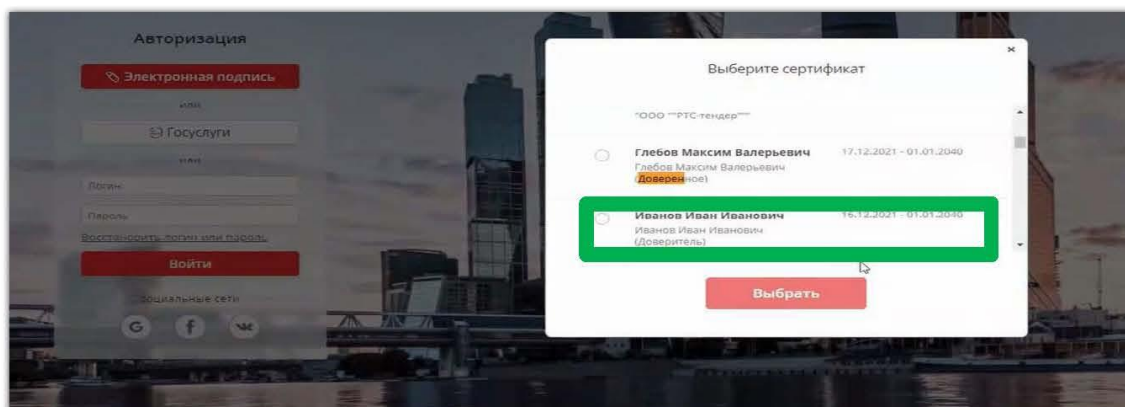 Авторизация
Электронная подпись
или
Госуслуги
или
Логин
Пароль
Восстановить логин или пароль
Войти
Социальные сети
G f
×
Выберите сертификат
"ООО ""РТС-тендер"""
Глебов Максим Валерьевич 17.12.2021 - 01.01.2040
Глебов Максим Валерьевич
(Доверенное)
Иванов Иван Иванович 16.12.2021 - 01.01.2040
Иванов Иван Иванович
(Доверитель)
Выбрать